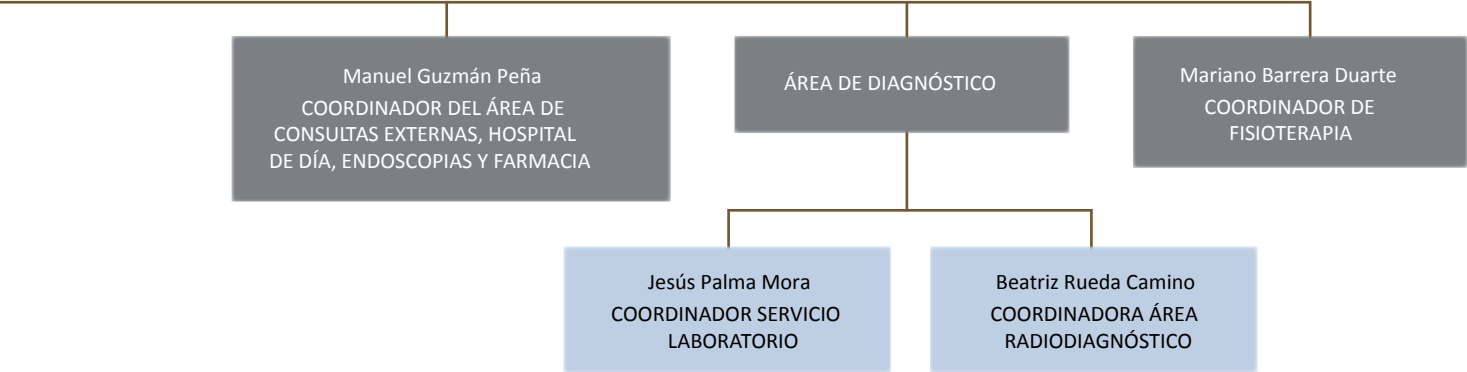 Manuel Guzmán Peña
COORDINADOR DEL ÁREA DE
CONSULTAS EXTERNAS, HOSPITAL
DE DÍA, ENDOSCOPIAS Y FARMACIA
ÁREA DE DIAGNÓSTICO
Mariano Barrera Duarte
COORDINADOR DE
FISIOTERAPIA
Jesús Palma Mora
COORDINADOR SERVICIO
LABORATORIO
Beatriz Rueda Camino
COORDINADORA ÁREA
RADIODIAGNÓSTICO